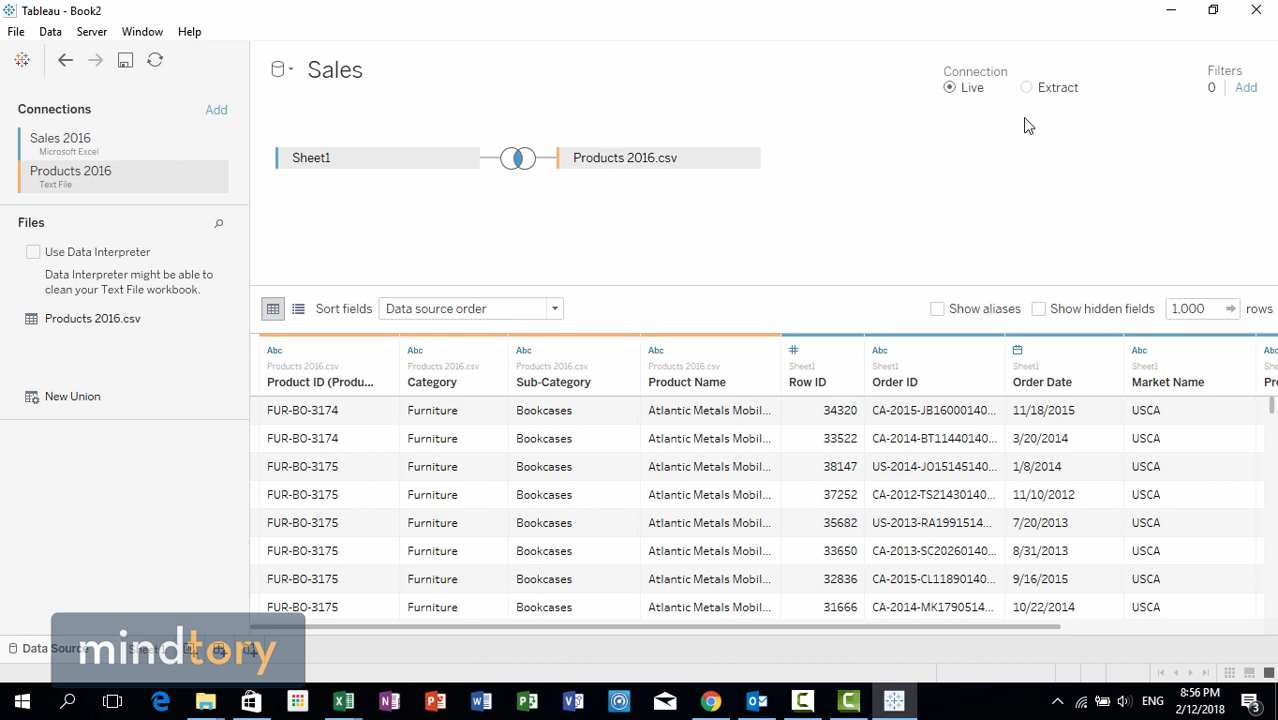 Tableau - Book2
File Data Server Window Help
Sales
Connection
Live Extract
Filters
0 Add
Connections Add
Sales 2016
Microsoft Excel
Products 2016
Text File
Sheet1 Products 2016.csv
Files
Use Data Interpreter
Data Interpreter might be able to
clean your Text File workbook.
Products 2016.csv
New Union
Sort fields Data source order Show aliases Show hidden fields 1,000 rows
Abc Abc Abc Abc # Abc Abc
Products 2016.csv Products 2016.csv Products 2016.csv Products 2016.csv Sheet1 Sheet1 Sheet1 Sheet1
Product ID (Produ... Category Sub-Category Product Name Row ID Order ID Order Date Market Name Pr
FUR-BO-3174 Furniture Bookcases Atlantic Metals Mobil... 34320 CA-2015-JB16000140... 11/18/2015 USCA
FUR-BO-3174 Furniture Bookcases Atlantic Metals Mobil... 33522 CA-2014-BT11440140... 3/20/2014 USCA
FUR-BO-3175 Furniture Bookcases Atlantic Metals Mobil... 38147 US-2014-JO15145140... 1/8/2014 USCA
FUR-BO-3175 Furniture Bookcases Atlantic Metals Mobil... 37252 CA-2012-TS21430140... 11/10/2012 USCA
FUR-BO-3175 Furniture Bookcases Atlantic Metals Mobil... 35682 US-2013-RA1991514... 7/20/2013 USCA
FUR-BO-3175 Furniture Bookcases Atlantic Metals Mobil... 33650 CA-2013-SC20260140... 8/31/2013 USCA
FUR-BO-3175 Furniture Bookcases Atlantic Metals Mobil... 32836 CA-2015-CL11890140... 9/16/2015 USCA
FUR-BO-3175 Furniture Bookcases Atlantic Metals Mobil... 31666 CA-2014-MK1790514... 10/22/2014 USCA
Data Source Sheet 1
mindtory
ENG
8:56 PM
2/12/2018
3